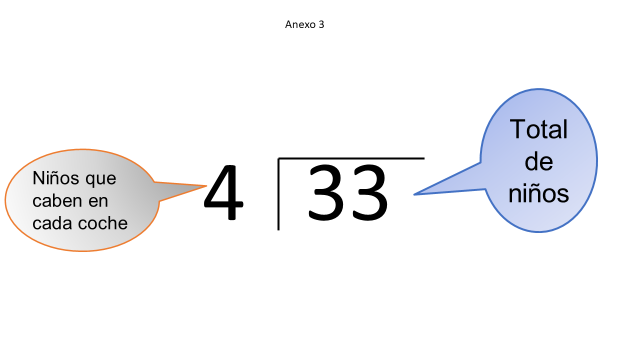 Anexo 3
Niños que
caben en
cada coche
4 33
Total
de
niños